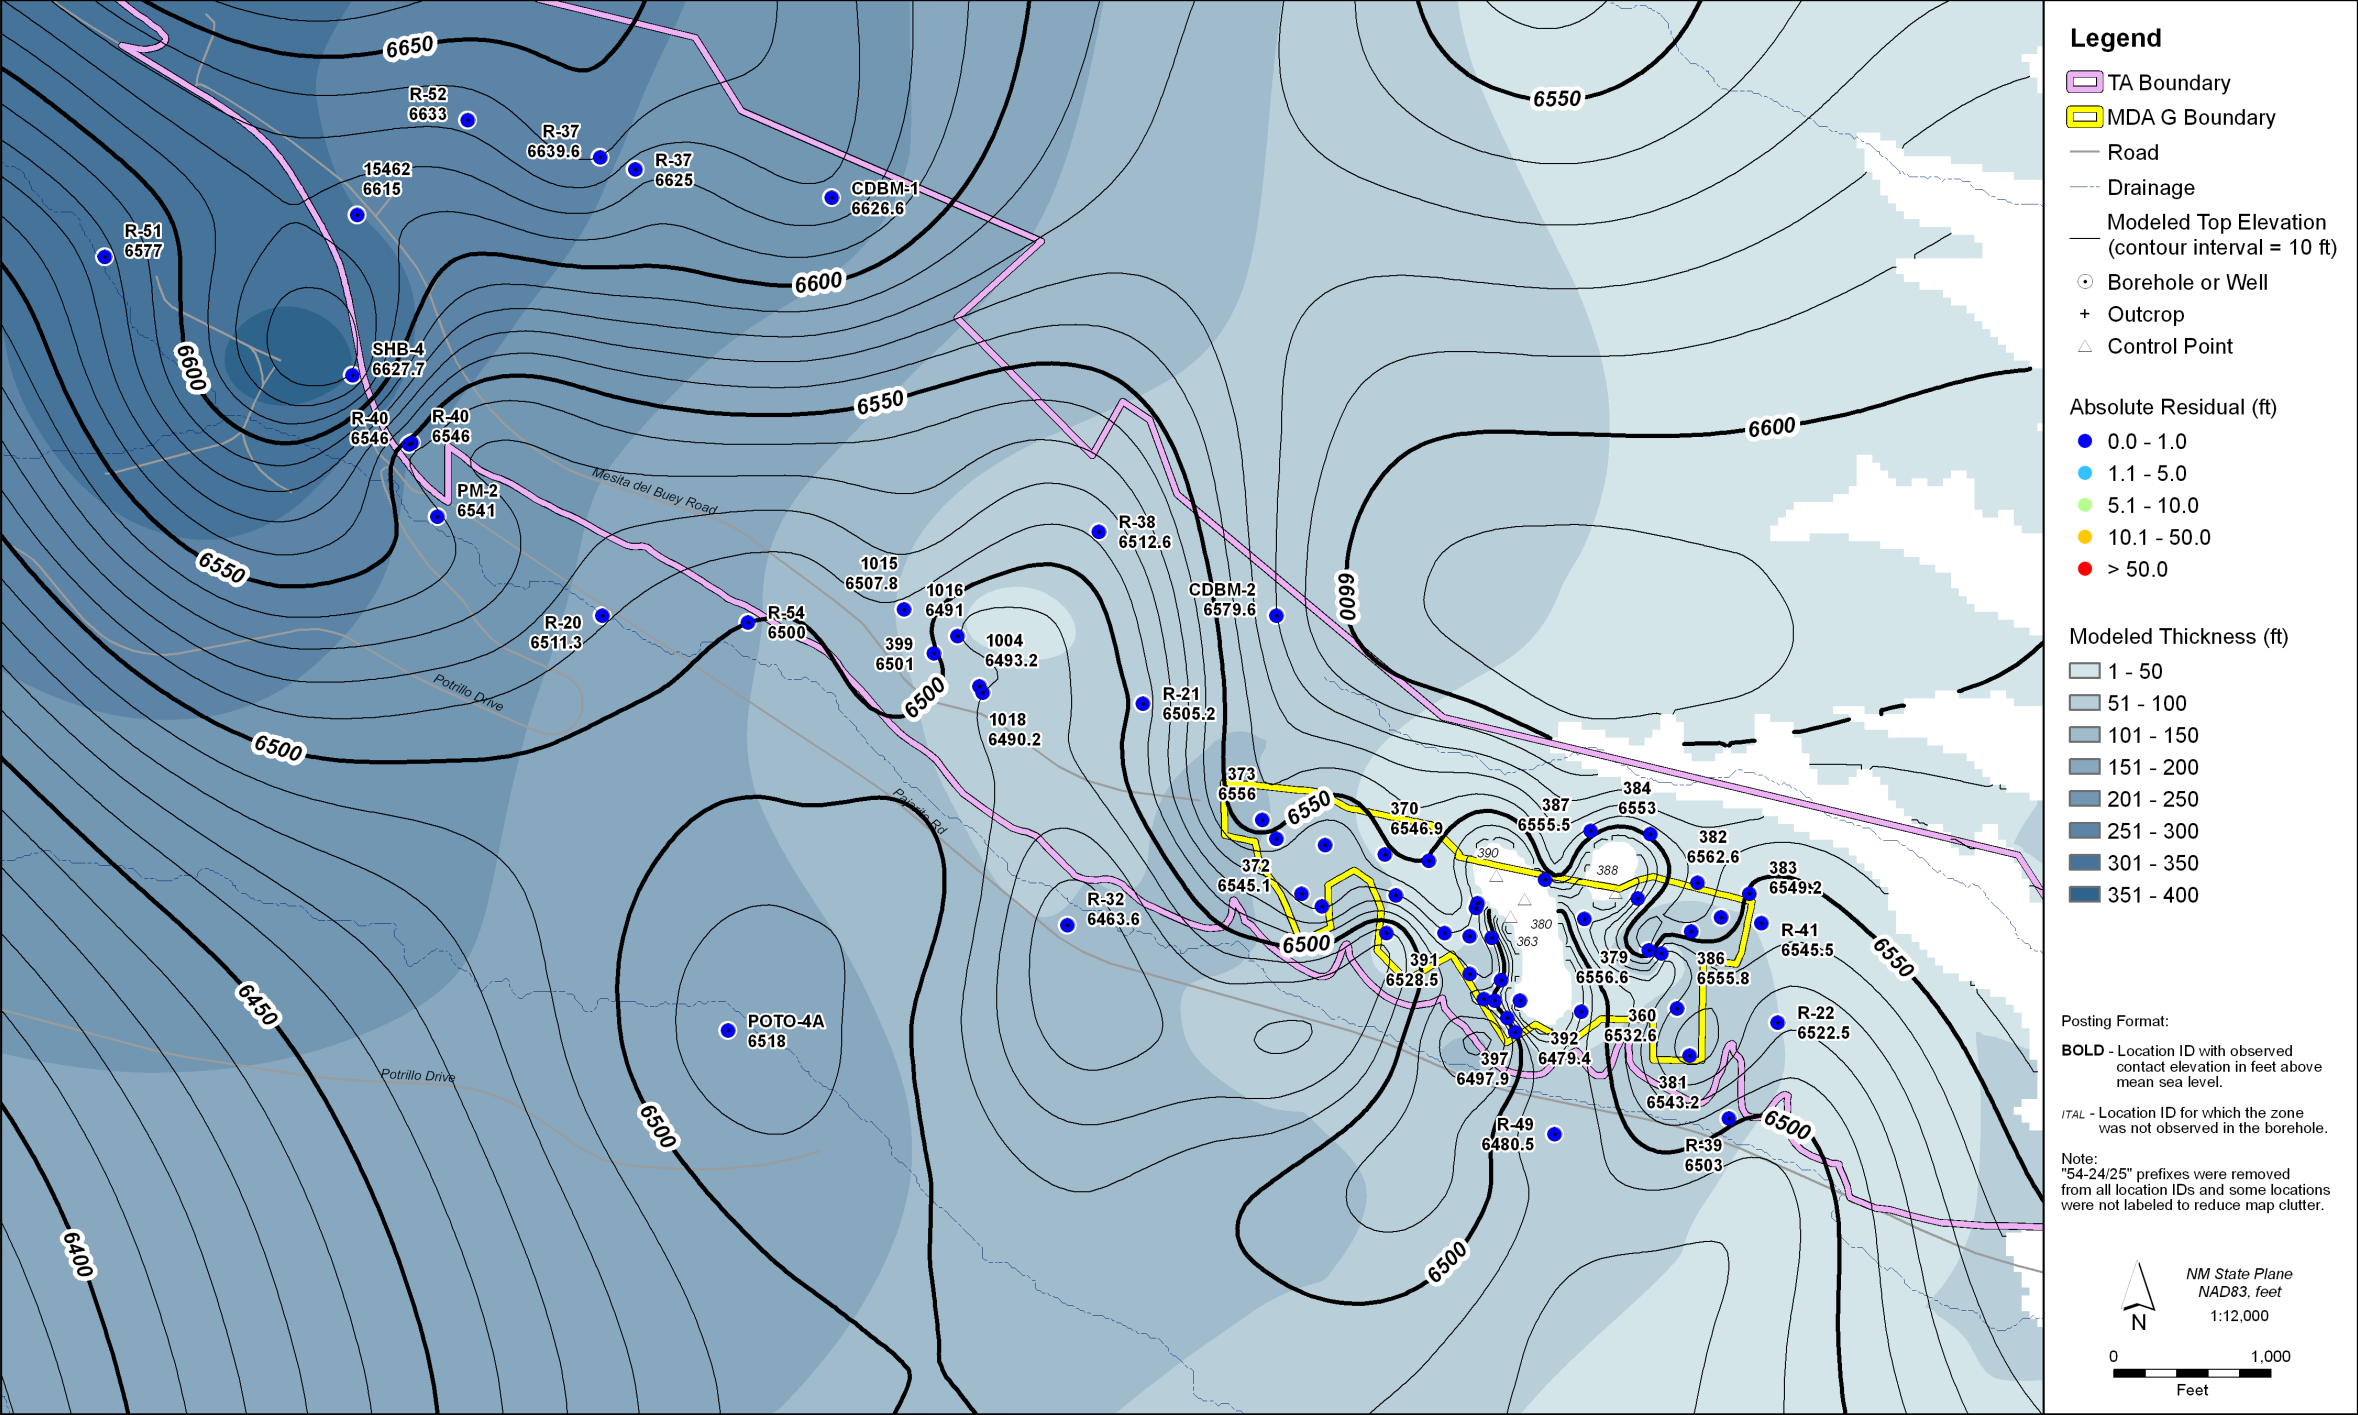 6650
R-52
6633
R-37
6639.6
R-37
6625
15462
6615
CDBM-1
6626.6
R-51
6577
6550
6600
6600
SHB-4
6627.7
6550
R-40
6546
R-40
6546
6600
PM-2
6541
Mesita del Buey Road
R-38
6512.6
6550
1015
6507.8
1016
6491
CDBM-2
6579.6
6600
R-20
6511.3
R-54
6500
399
6501
1004
6493.2
Potrillo Drive
6500
R-21
6505.2
1018
6490.2
6500
373
6556
Pajarito Rd
6550
370
6546.9
387
6555.5
384
6553
382
6562.6
390
388
383
6549.2
372
6545.1
R-32
6463.6
380
363
R-41
6545.5
6500
391
6528.5
379
6556.6
386
6555.8
6550
6450
POTO-4A
6518
R-22
6522.5
360
6532.6
392
6479.4
397
6497.9
Potrillo Drive
381
6543.2
6500
6500
R-49
6480.5
R-39
6503
6400
6500
Legend
TA Boundary
MDA G Boundary
Road
Drainage
Modeled Top Elevation
(contour interval = 10 ft)
Borehole or Well
Outcrop
Control Point
Absolute Residual (ft)
0.0 - 1.0
1.1 - 5.0
5.1 - 10.0
10.1 - 50.0
> 50.0
Modeled Thickness (ft)
1 - 50
51 - 100
101 - 150
151 - 200
201 - 250
251 - 300
301 - 350
351 - 400
Posting Format:
BOLD - Location ID with observed
contact elevation in feet above
mean sea level.
ITAL - Location ID for which the zone
was not observed in the borehole.
Note:
"54-24/25" prefixes were removed
from all location IDs and some locations
were not labeled to reduce map clutter.
N
NM State Plane
NAD83, feet
1:12,000
0 1,000
Feet